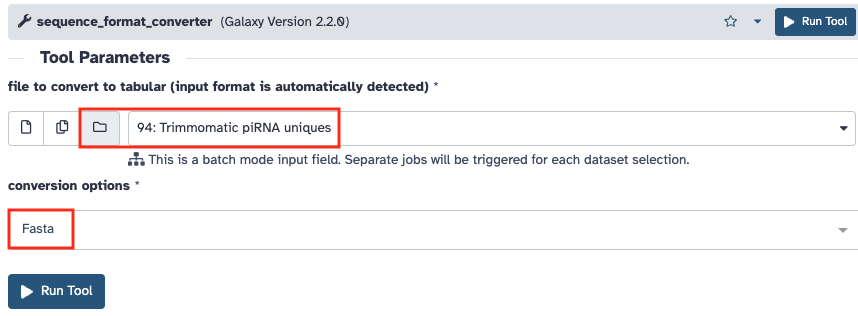 sequence_format_converter (Galaxy Version 2.2.0) Run Tool
Tool Parameters
file to convert to tabular (input format is automatically detected) *
94: Trimmomatic piRNA uniques
This is a batch mode input field. Separate jobs will be triggered for each dataset selection.
conversion options *
Fasta
Run Tool